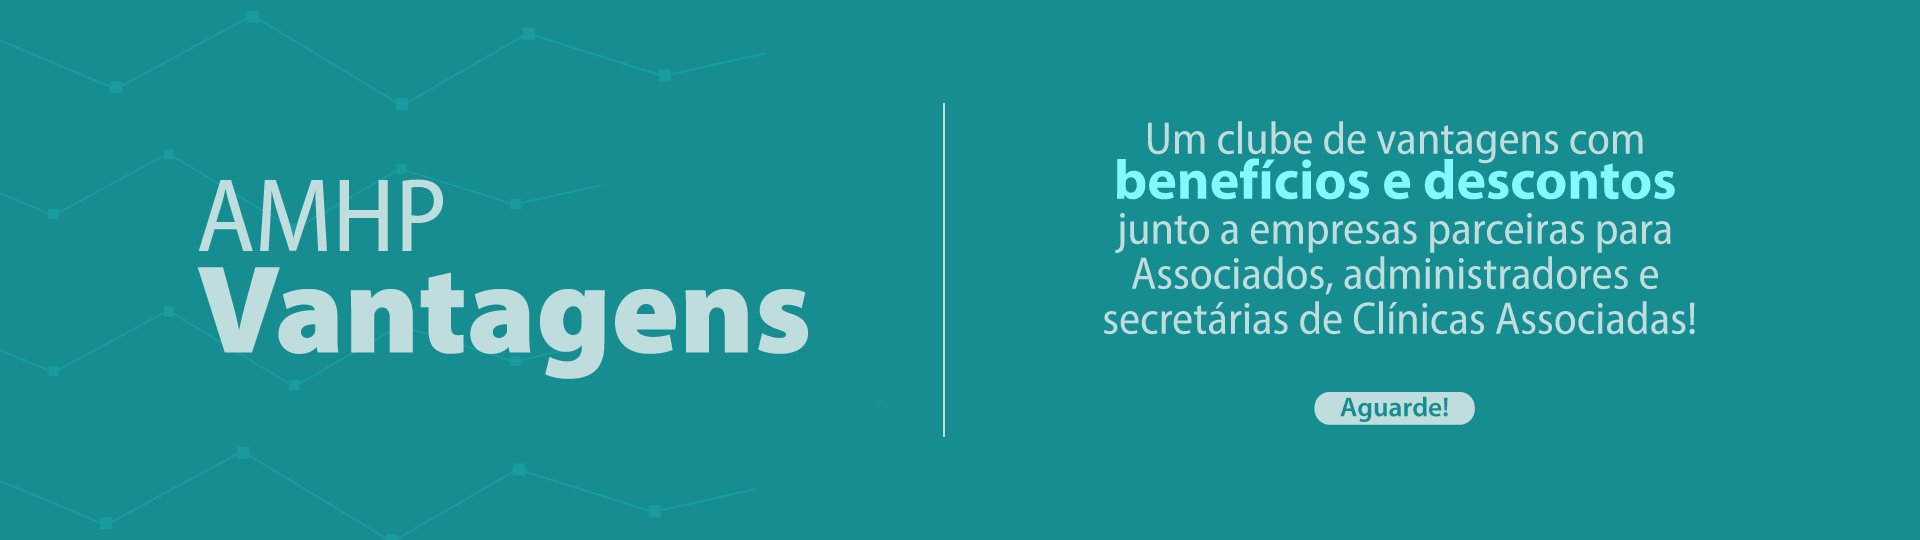 AMHP
Vantagens
Um clube de vantagens com
benefícios e descontos
junto a empresas parceiras para
Associados, administradores e
secretárias de Clínicas Associadas!
Aguarde!